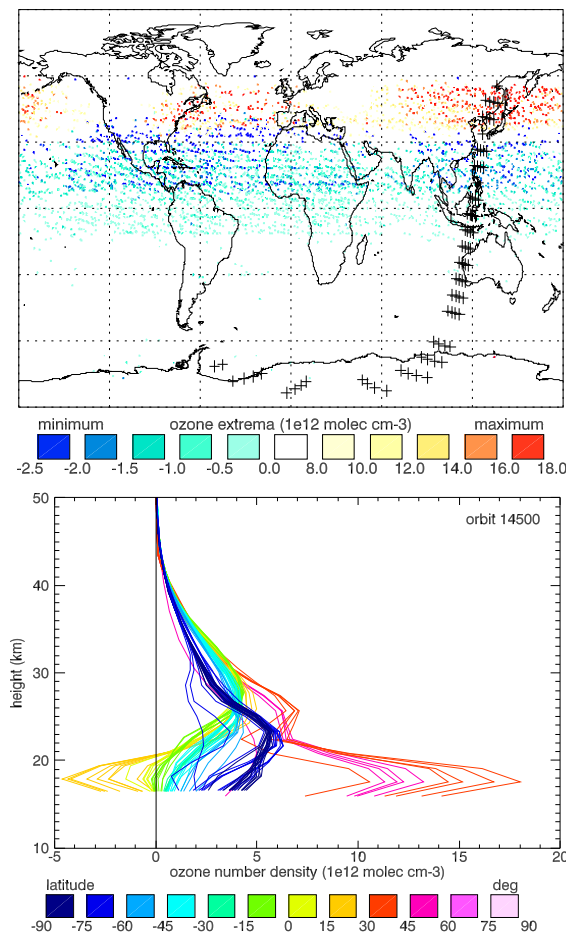 minimum ozone extrema (1e12 molec cm-3) maximum
-2.5 -2.0 -1.5 -1.0 -0.5 0.0 8.0 10.0 12.0 14.0 16.0 18.0
50
orbit 14500
40
height (km)
30
20
10
-5 0 5 10 15 20
ozone number density (1e12 molec cm-3)
latitude deg
-90 -75 -60 -45 -30 -15 0 15 30 45 60 75 90